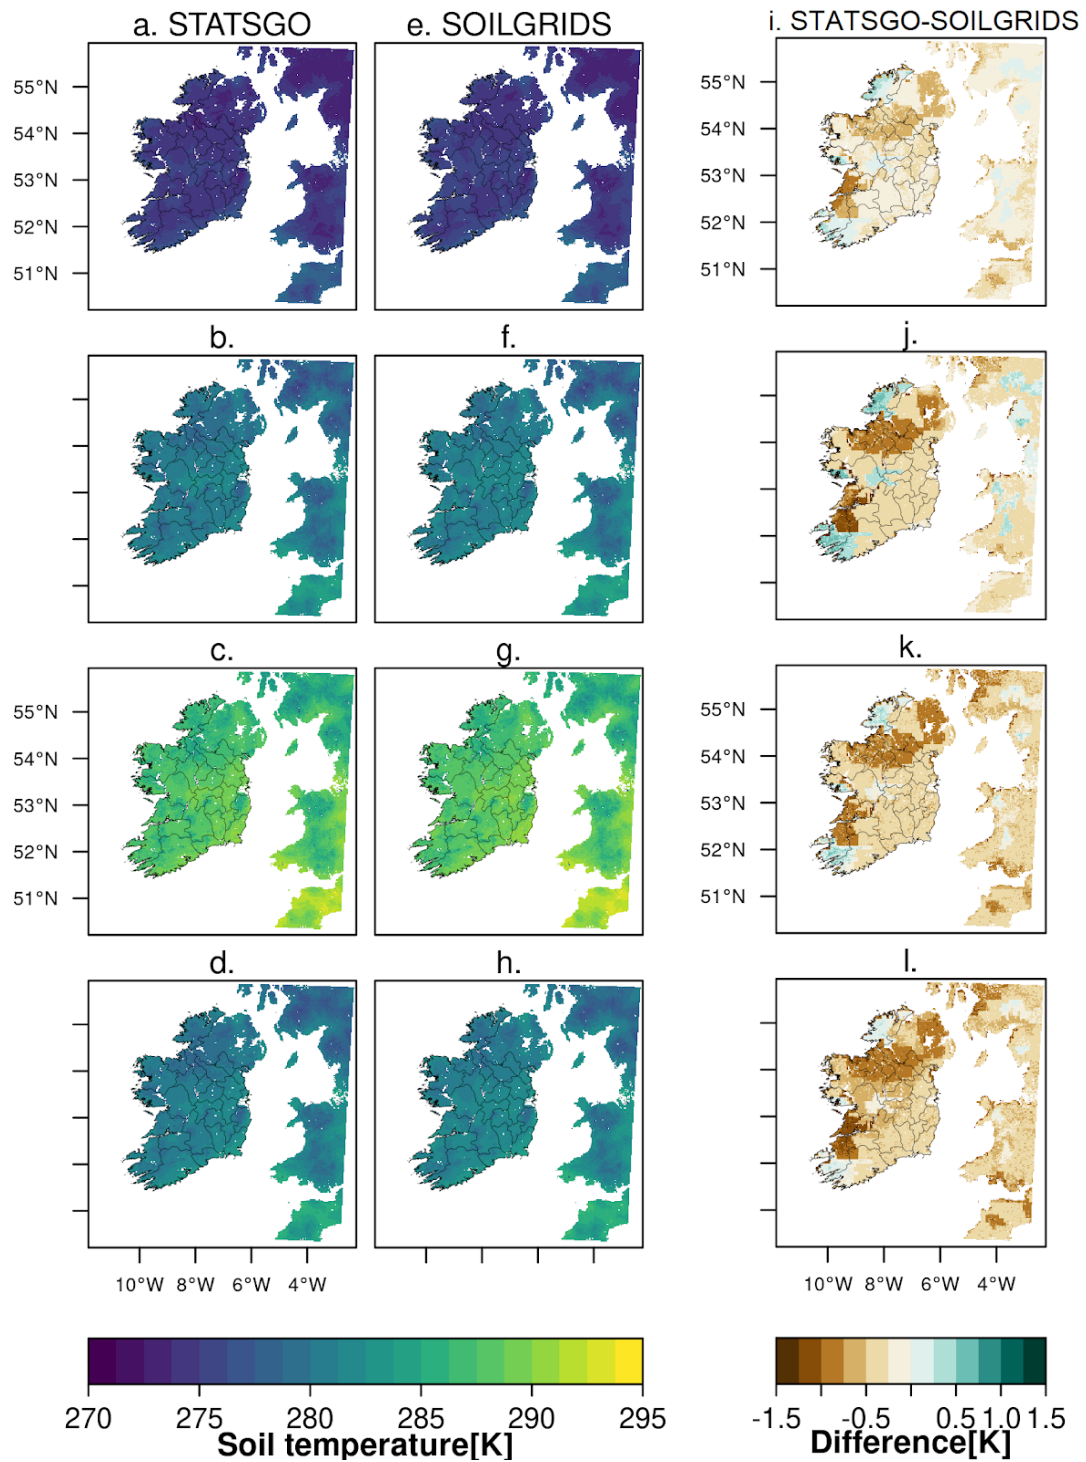 a. STATSGO
e. SOILGRIDS
i. STATSGO-SOILGRIDS
55°N
54°N
53°N
52°N
51°N
55°N
54°N
53°N
52°N
51°N
b.
f.
j.
c.
g.
k.
55°N
54°N
53°N
52°N
51°N
55°N
54°N
53°N
52°N
51°N
d.
h.
l.
10°W 8°W 6°W 4°W
10°W 8°W 6°W 4°W
270 275 280 285 290 295
Soil temperature[K]
-1.5 -0.5 0.5 1.0 1.5
Difference[K]